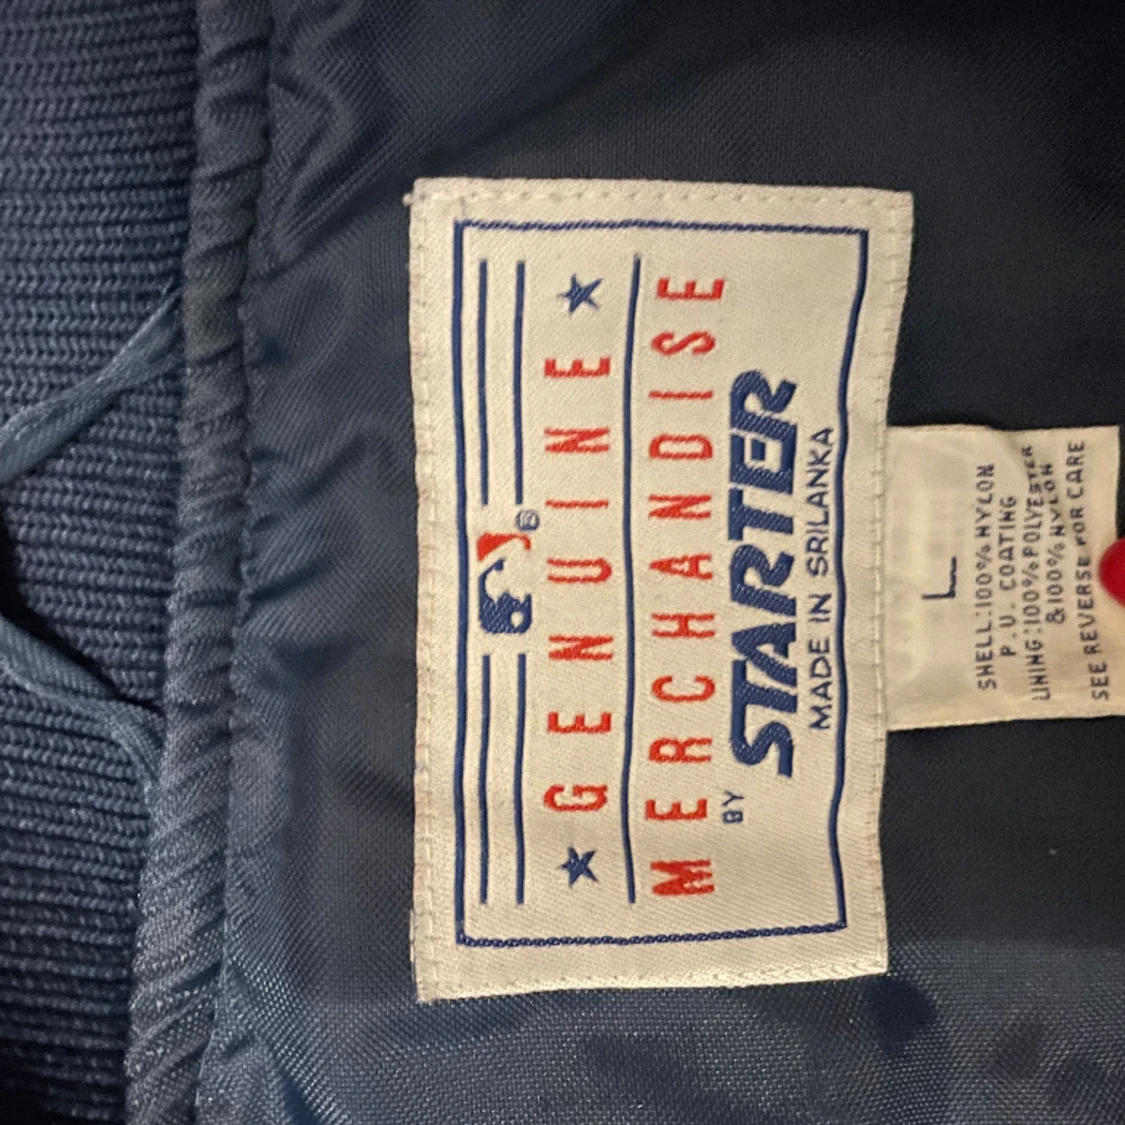 ®
★ GENUINE ★
MERCHANDISE
BY STARTER
MADE IN SRILANKA
L
SHELL:100% NYLON
P.U. COATING
LINING:100% POLYESTER
& 100% NYLON
SEE REVERSE FOR CARE